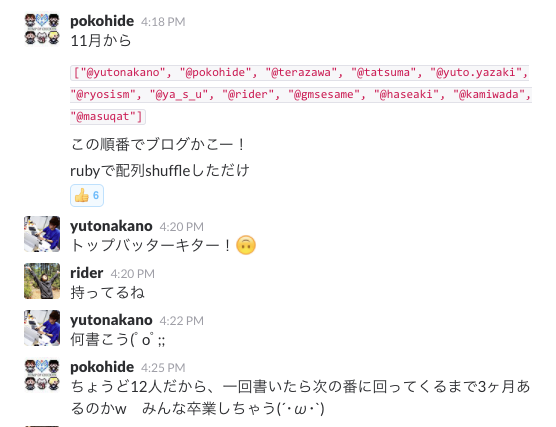 pokohide 4:18 PM
11月から
["@yutonakano", "@pokohide", "@terazawa", "@tatsuma", "@yuto.yazaki",
"@ryosism", "@ya_s_u", "@rider", "@gmsesame", "@haseaki", "@kamiwada",
"@masuqat"]
この順番でブログかこー！
rubyで配列shuffleしただけ
👍 6
yutonakano 4:20 PM
トップバッターキター！🙃
rider 4:20 PM
持ってるね
yutonakano 4:22 PM
何書こう(ﾟoﾟ;;
pokohide 4:25 PM
ちょうど12人だから、一回書いたら次の番に回ってくるまで3ヶ月あ
るのかw　みんな卒業しちゃう(´･ω･`)